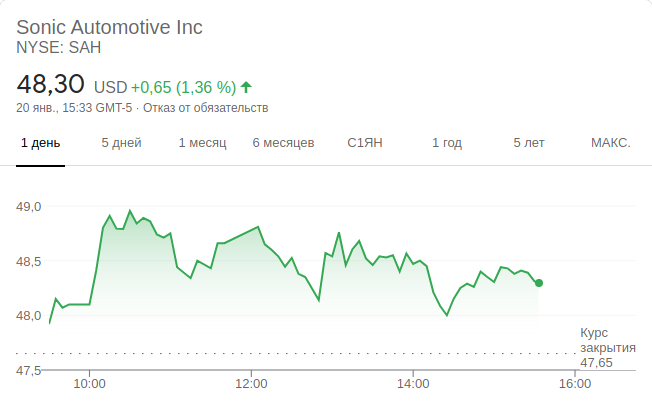 Sonic Automotive Inc
NYSE: SAH
48,30 USD +0,65 (1,36 %)
20 янв., 15:33 GMT-5 · Отказ от обязательств
1 день 5 дней 1 месяц 6 месяцев С1ЯН 1 год 5 лет МАКС.
49,0
48,5
48,0
Курс
закрытия
47,65
47,5
10:00 12:00 14:00 16:00